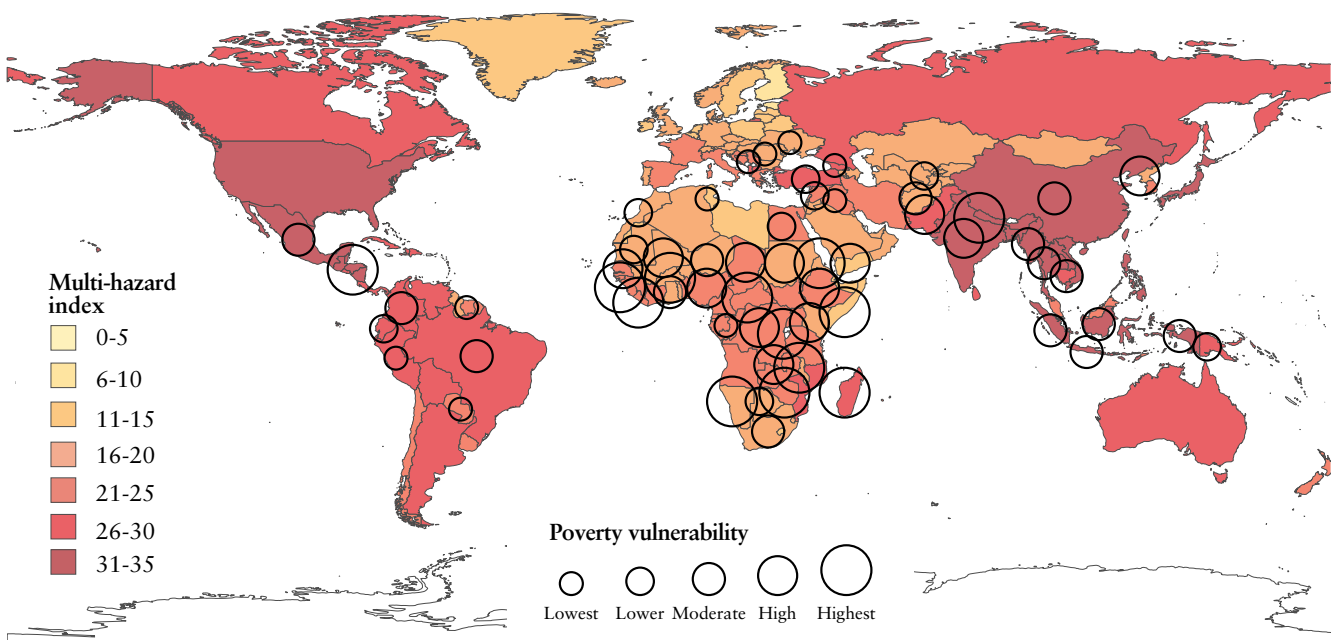 Multi-hazard
index
0-5
6-10
11-15
16-20
21-25
26-30
31-35
Poverty vulnerability
Lowest Lower Moderate High Highest